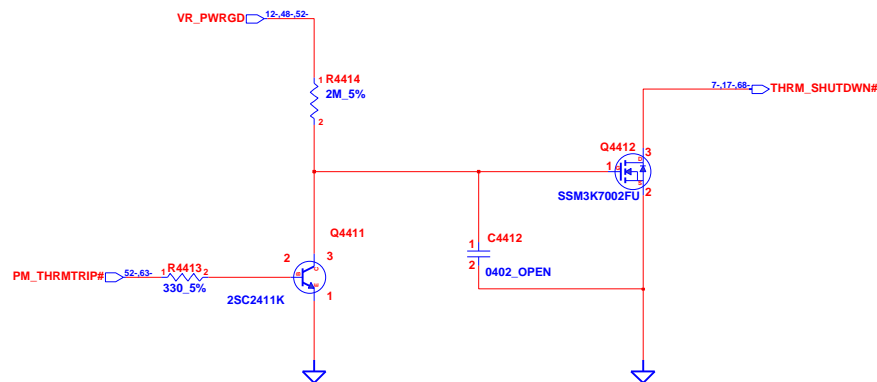 VR_PWRGD 12-,48-,52-
1 R4414
2M_5%
2
7-,17-,68- THRM_SHUTDWN#
Q4412
3
D
1 G
S
2
SSM3K7002FU
Q4411
2 3
B C
E
1
2SC2411K
C4412
1
2
0402_OPEN
PM_THRMTRIP# 52-,63- 1 R4413 2
330_5%